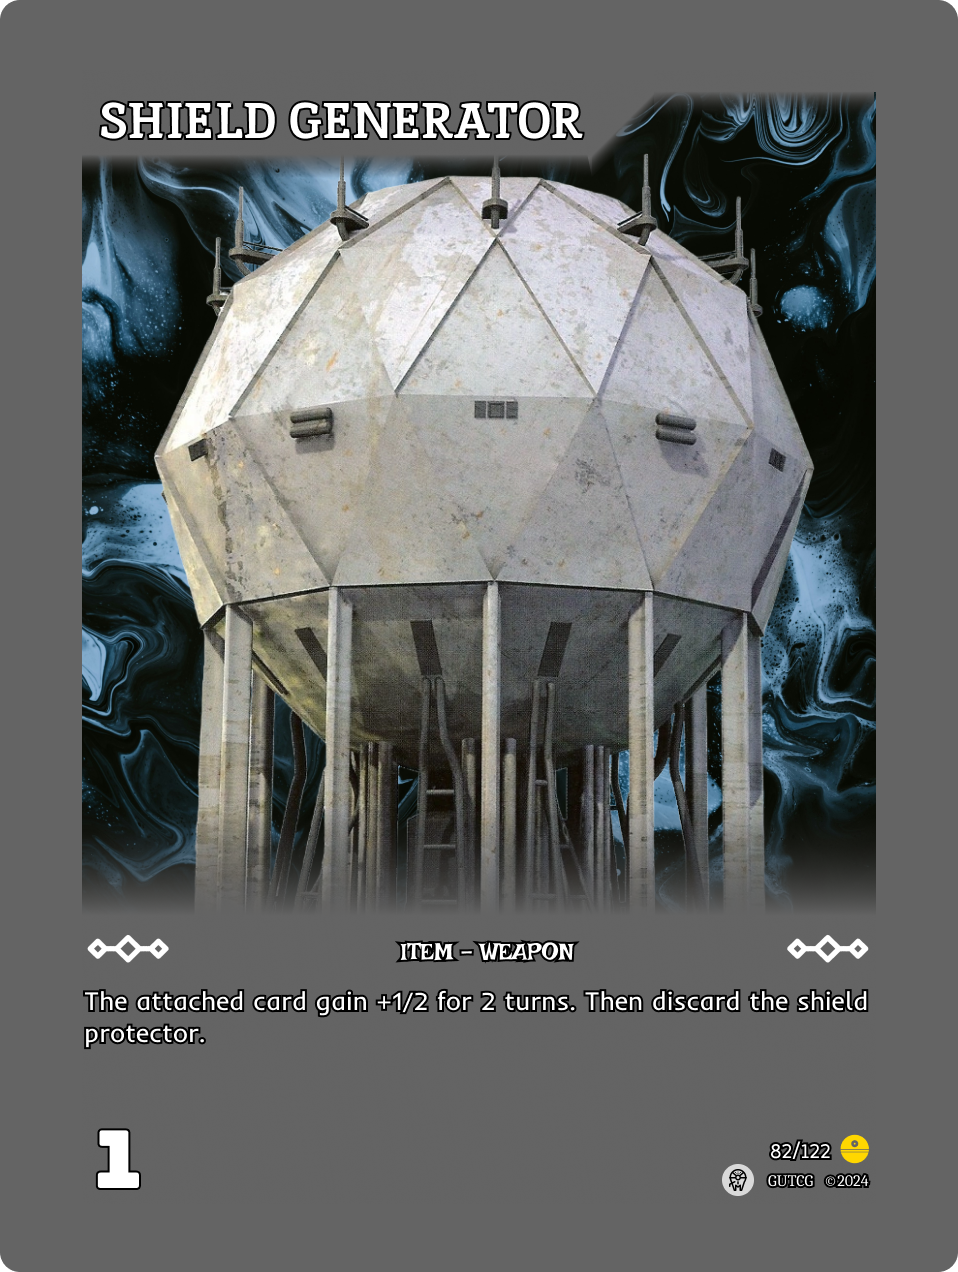 SHIELD GENERATOR
ITEM – WEAPON
The attached card gain +1/2 for 2 turns. Then discard the shield
protector.
1
82/122
GUTCG ©2024